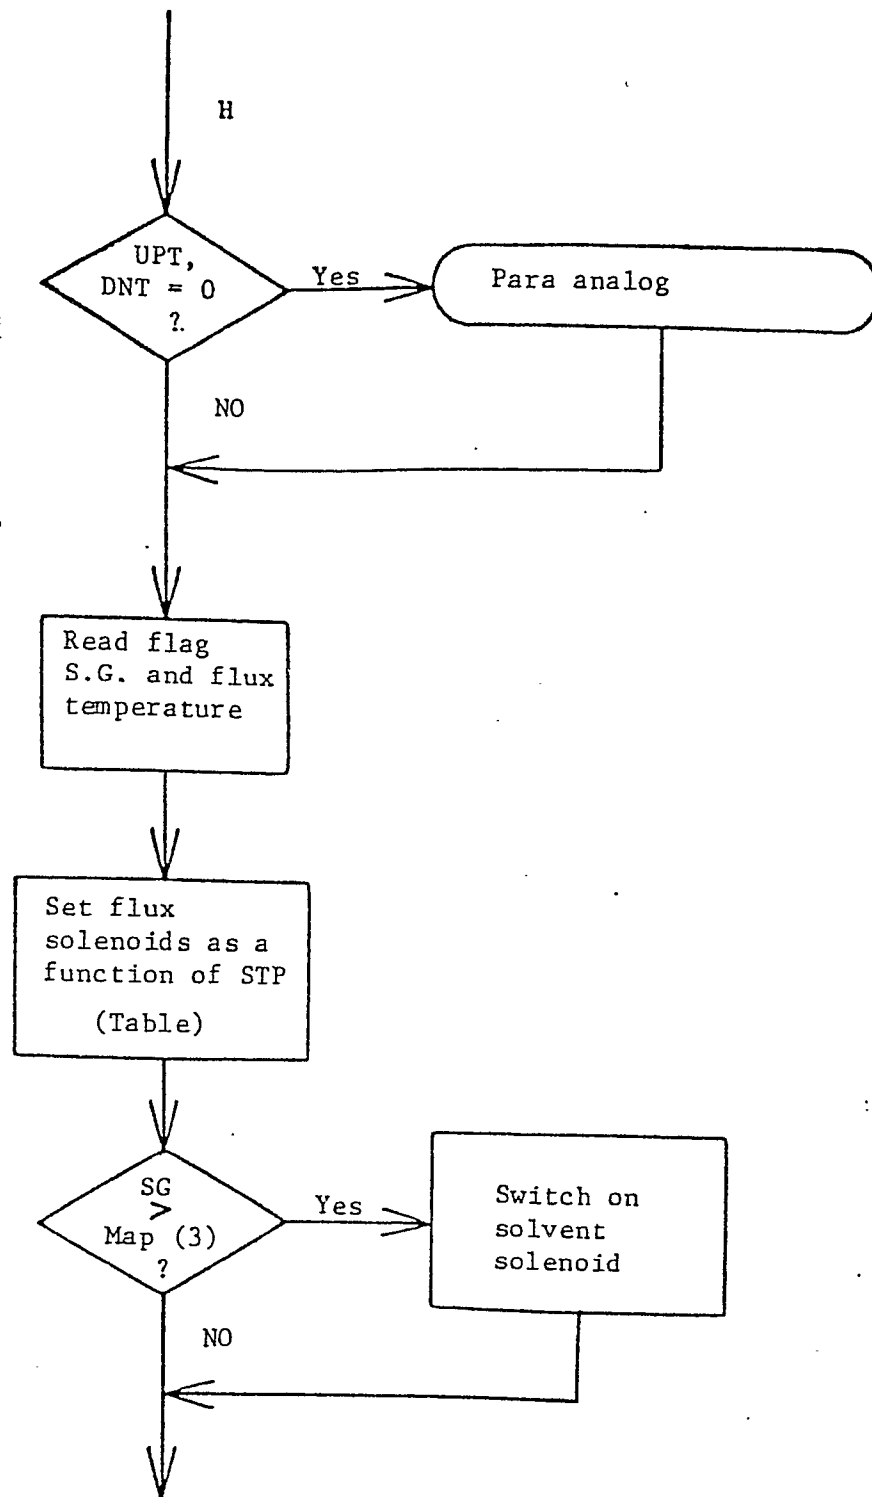 H
UPT,
DNT = 0
?
Yes
Para analog
NO
Read flag
S.G. and flux
temperature
Set flux
solenoids as a
function of STP
(Table)
SG
>
Map (3)
?
Yes
Switch on
solvent
solenoid
NO